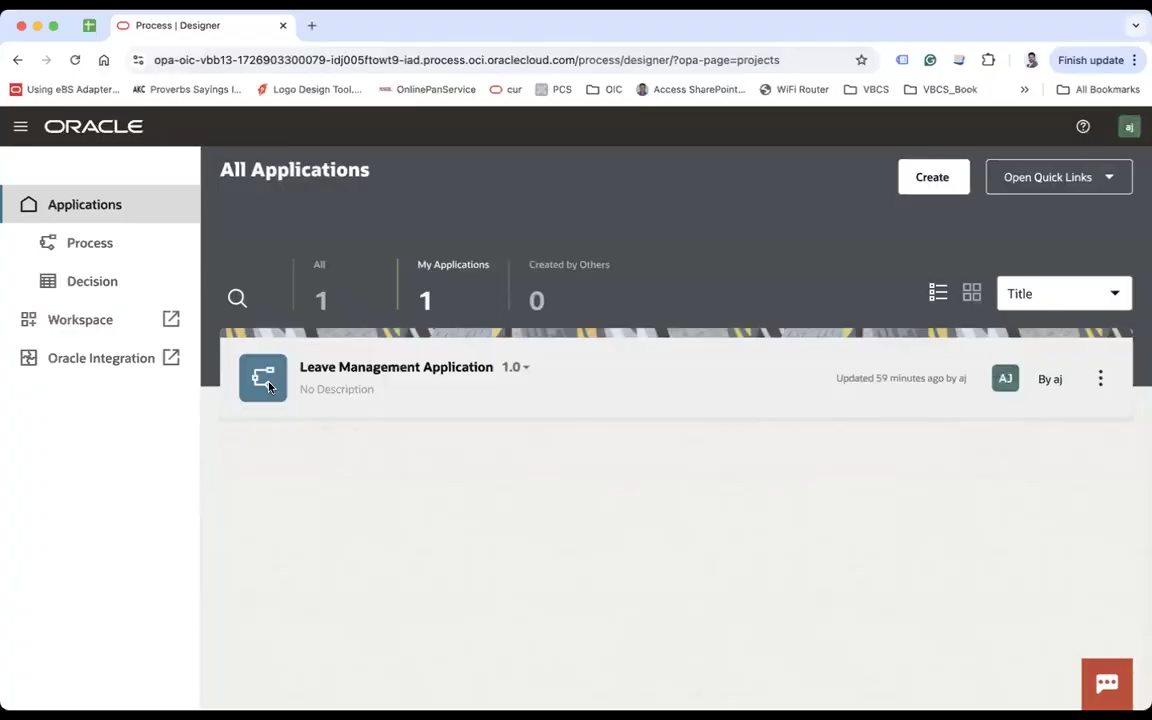 Process | Designer
opa-oic-vbb13-1726903300079-idj005ftowt9-iad.process.oci.oraclecloud.com/process/designer/?opa-page=projects
Finish update
Using eBS Adapter...
AKC Proverbs Sayings I...
Logo Design Tool....
OnlinePanService
cur
PCS
OIC
Access SharePoint...
WiFi Router
VBCS
VBCS_Book
»
All Bookmarks
ORACLE
aj
Applications
Process
Decision
Workspace
Oracle Integration
All Applications
Create
Open Quick Links
All
1
My Applications
1
Created by Others
0
Title
Leave Management Application 1.0
No Description
Updated 59 minutes ago by aj
AJ
By aj